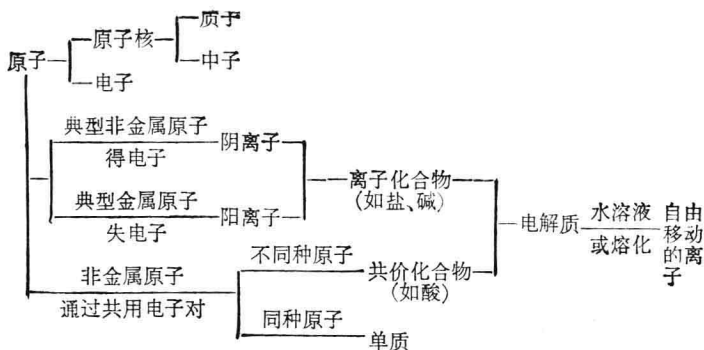 质子
原子核
中子
原子
电子
典型非金属原子
得电子
阴离子
典型金属原子
失电子
阳离子
离子化合物
(如盐、碱)
电解质
水溶液
或熔化
自由
移动
的离
子
不同种原子
共价化合物
(如酸)
非金属原子
通过共用电子对
同种原子
单质